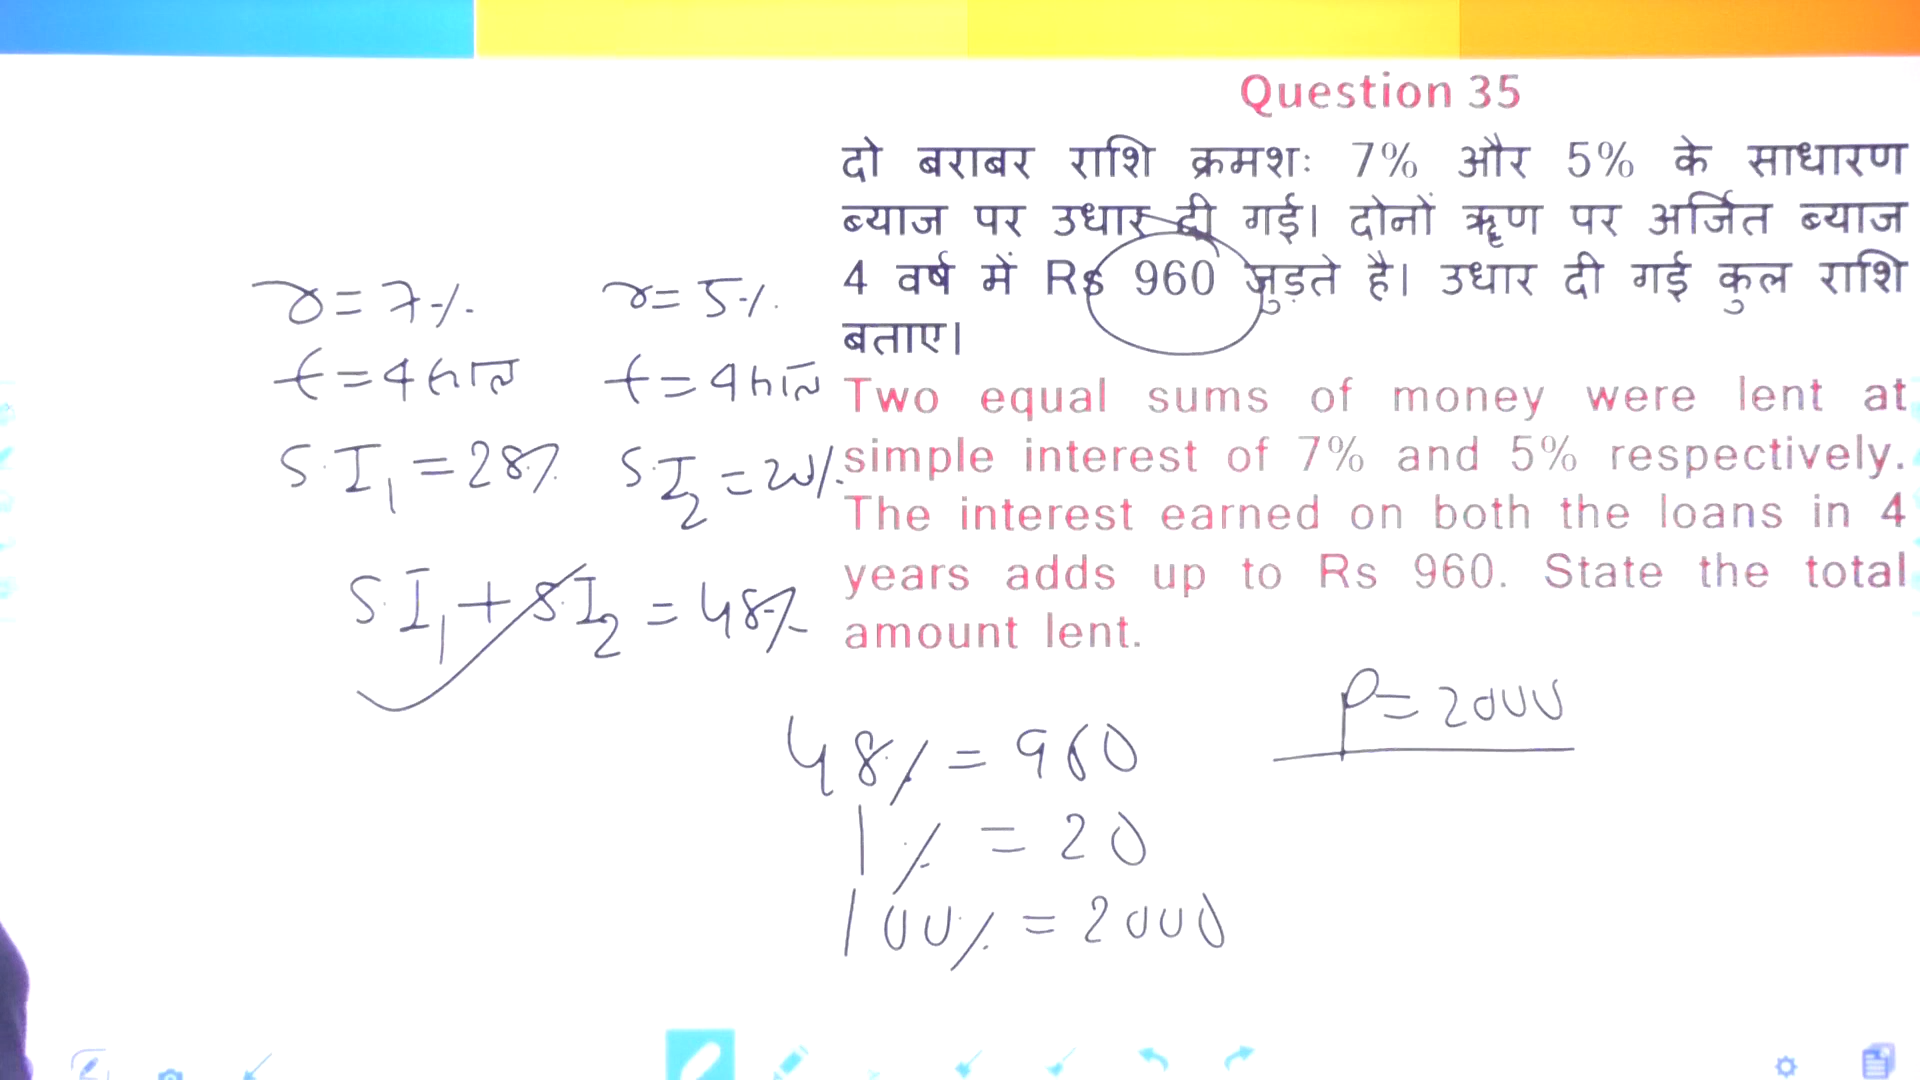 Question 35
दो बराबर राशि क्रमशः 7% और 5% के साधारण
ब्याज पर उधार दी गई। दोनों ऋृण पर अर्जित ब्याज
4 वर्ष में Rs 960 जुड़ते है। उधार दी गई कुल राशि
बताए।
Two equal sums of money were lent at
simple interest of 7% and 5% respectively.
The interest earned on both the loans in 4
years adds up to Rs 960. State the total
amount lent.
r = 7% r = 5%
t = 4 साल t = 4 साल
S.I₁ = 28% S.I₂ = 20%
S.I₁ + S.I₂ = 48%
48% = 960
1% = 20
100% = 2000
P = 2000